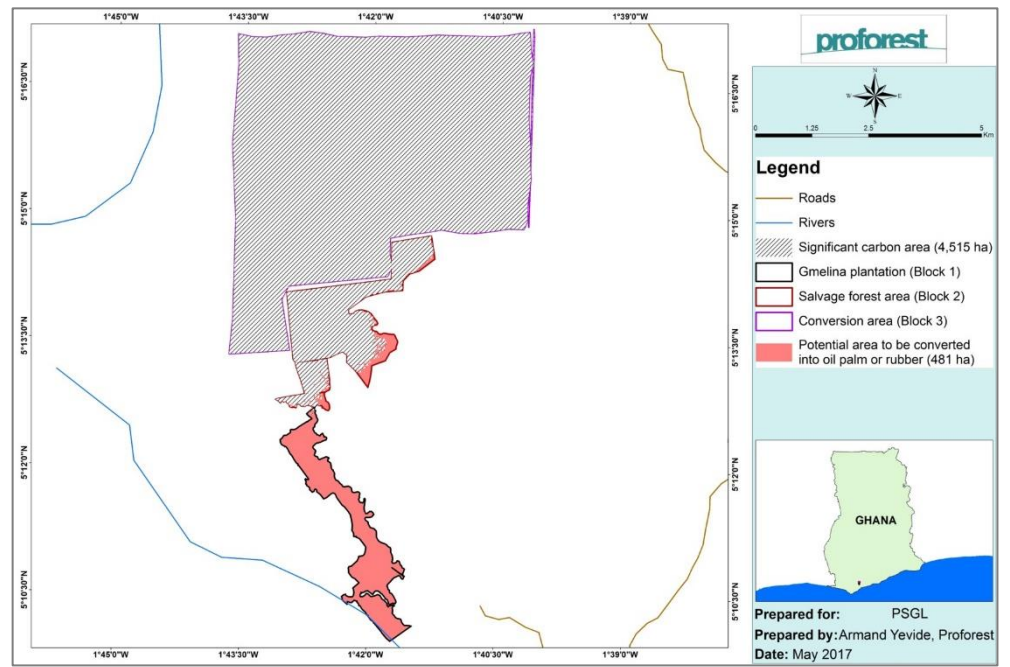 1°45'0"W 1°43'30"W 1°42'0"W 1°40'30"W 1°39'0"W
5°16'30"N 5°16'30"N
5°15'0"N 5°15'0"N
5°13'30"N 5°13'30"N
5°12'0"N 5°12'0"N
5°10'30"N 5°10'30"N
1°45'0"W 1°43'30"W 1°42'0"W 1°40'30"W 1°39'0"W
proforest
N
W E
S
0 1.25 2.5 5
Km
Legend
Roads
Rivers
Significant carbon area (4,515 ha)
Gmelina plantation (Block 1)
Salvage forest area (Block 2)
Conversion area (Block 3)
Potential area to be converted
into oil palm or rubber (481 ha)
GHANA
Prepared for: PSGL
Prepared by: Armand Yevide, Proforest
Date: May 2017